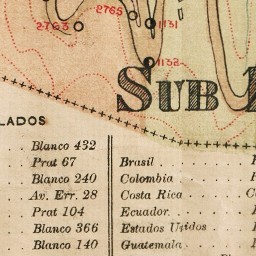 2765
1131
2763
1132
SUB
LADOS
Blanco 432
Prat 67
Blanco 240
Av. Err. 28
Prat 104
Blanco 366
Blanco 140
Brasil
Colombia
Costa Rica
Ecuador
Estados Unidos
Guatemala